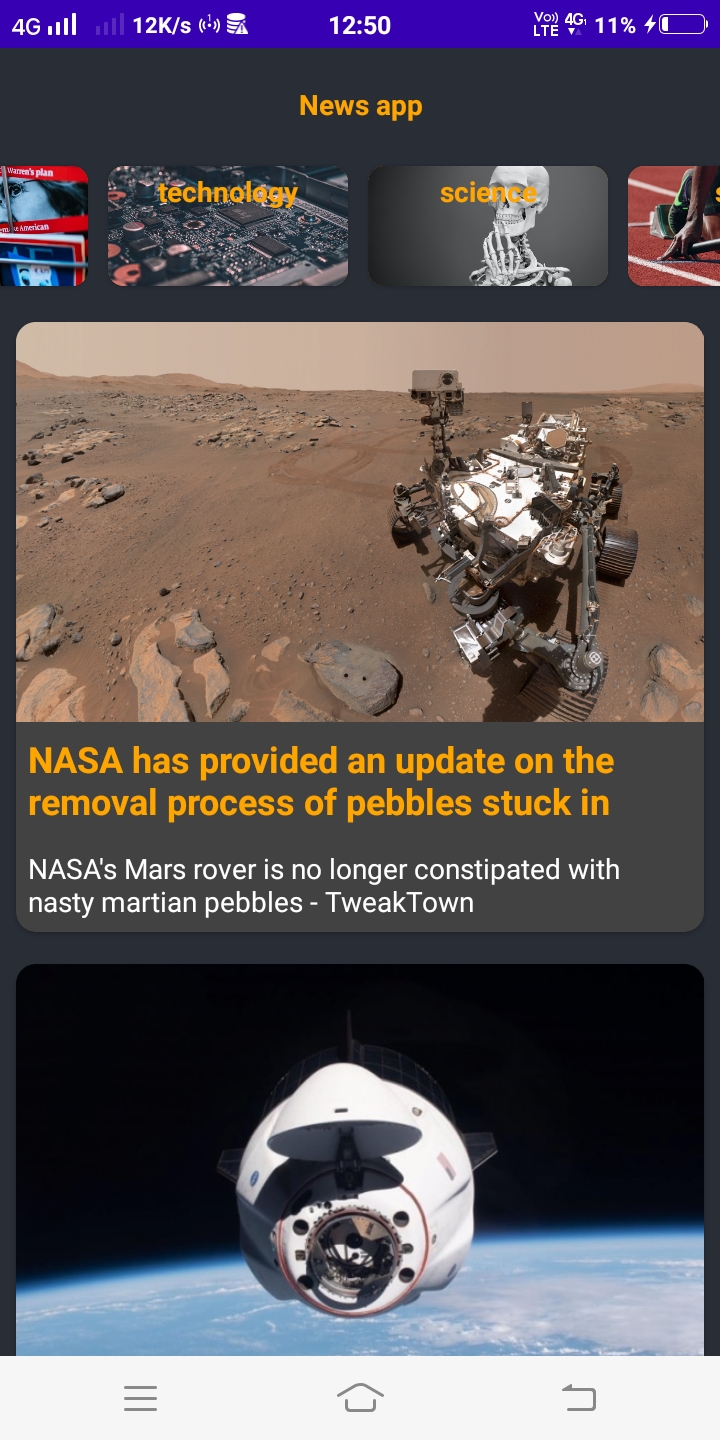 4G 12K/s 12:50 Vo)) LTE 4G 11%
News app
Warren's plan
American
technology
science
s
NASA has provided an update on the
removal process of pebbles stuck in
NASA's Mars rover is no longer constipated with
nasty martian pebbles - TweakTown